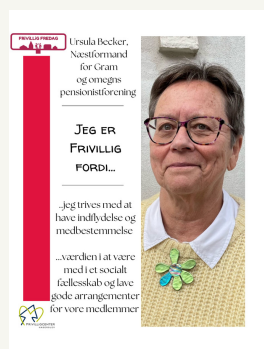 FRIVILLIG FREDAG
Ursula Becker,
Næstformand
for Gram
og omegns
pensionistforening
Jeg er
Frivillig
fordi...
..jeg trives med at
have indflydelse og
medbestemmelse
...værdien i at være
med i et socialt
fællesskab og lave
gode arrangementer
for vore medlemmer
FRIVILLIGCENTER